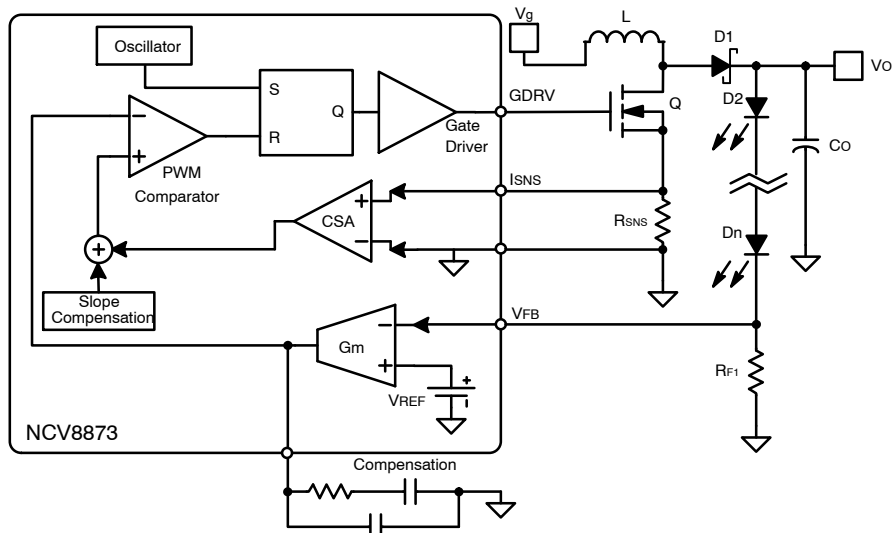 Vg
L
D1
VO
Oscillator
S
Q
R
GDRV
Gate
Driver
Q
D2
CO
PWM
Comparator
−
+
ISNS
CSA
+
−
RSNS
Dn
+
Slope
Compensation
VFB
Gm
−
+
VREF
+
−
RF1
NCV8873
Compensation